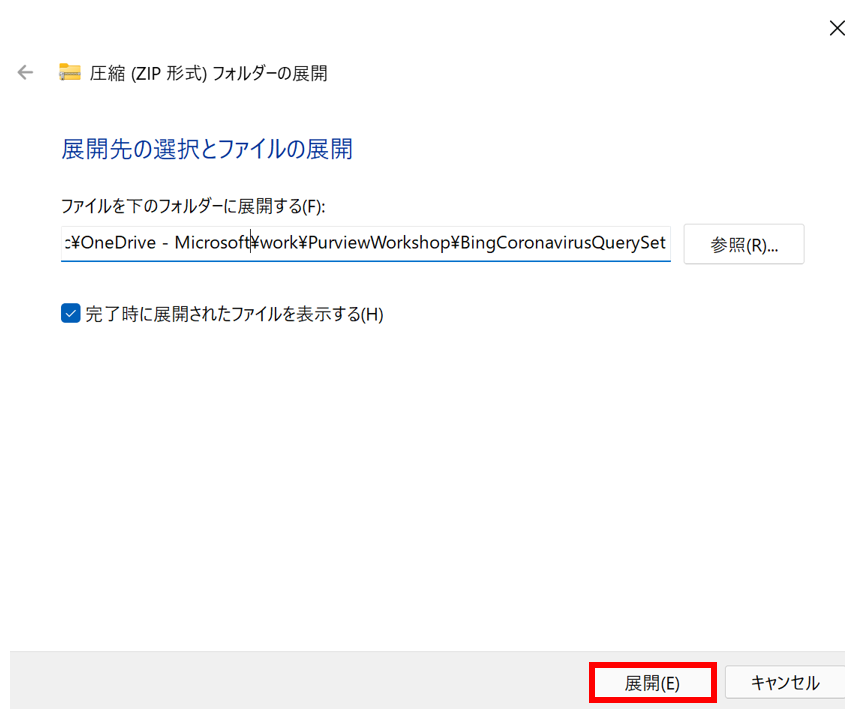 圧縮 (ZIP 形式) フォルダーの展開
展開先の選択とファイルの展開
ファイルを下のフォルダーに展開する(F):
c¥OneDrive - Microsoft¥work¥PurviewWorkshop¥BingCoronavirusQuerySet
参照(R)...
完了時に展開されたファイルを表示する(H)
展開(E)
キャンセル